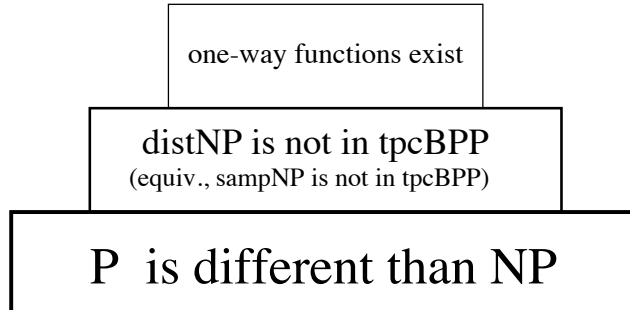 one-way functions exist
distNP is not in tpcBPP
(equiv., sampNP is not in tpcBPP)
P is different than NP